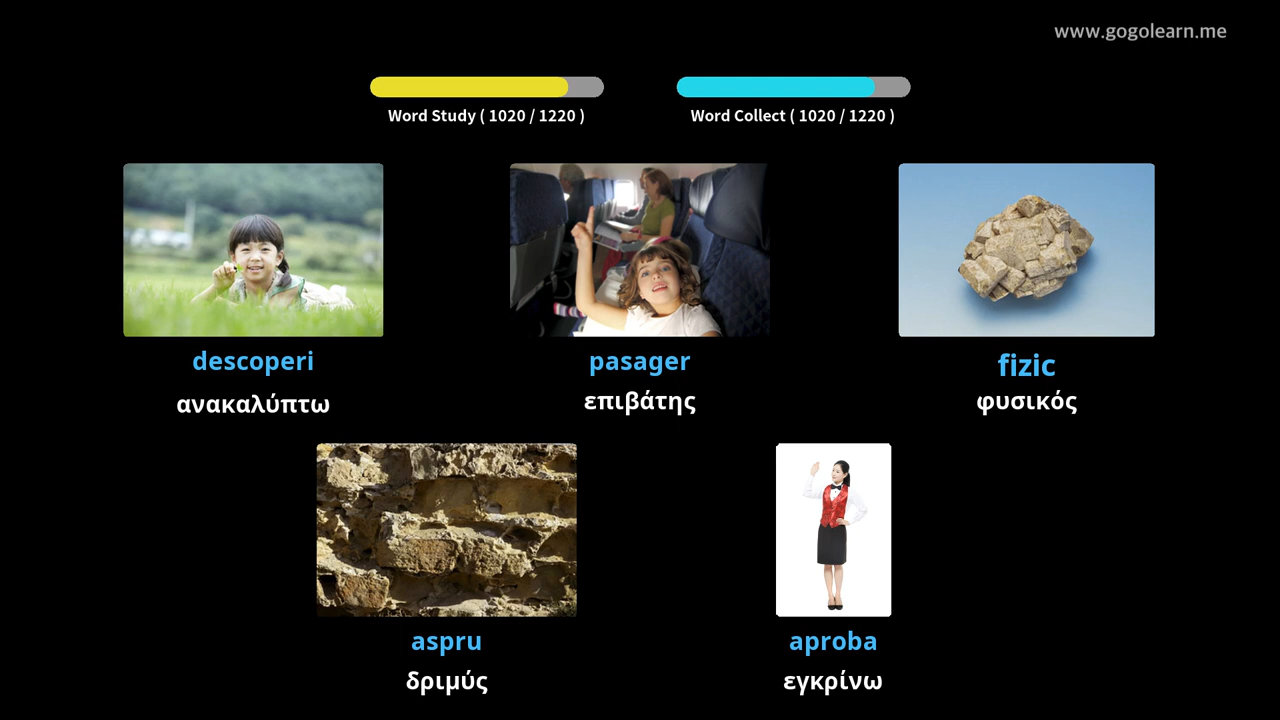 www.gogolearn.me
Word Study ( 1020 / 1220 )
Word Collect ( 1020 / 1220 )
descoperi
ανακαλύπτω
pasager
επιβάτης
fizic
φυσικός
aspru
δριμύς
aproba
εγκρίνω